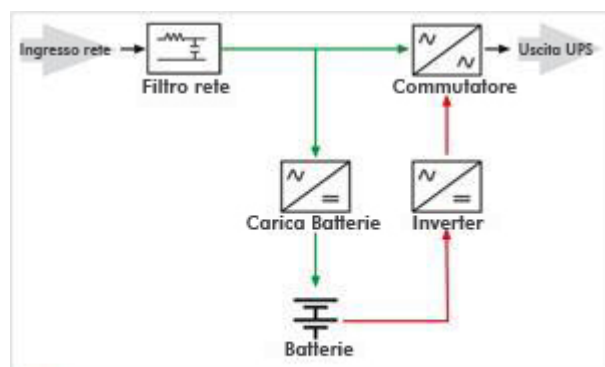 Ingresso rete
Uscita UPS
Filtro rete
Commutatore
Carica Batterie
Inverter
Batterie